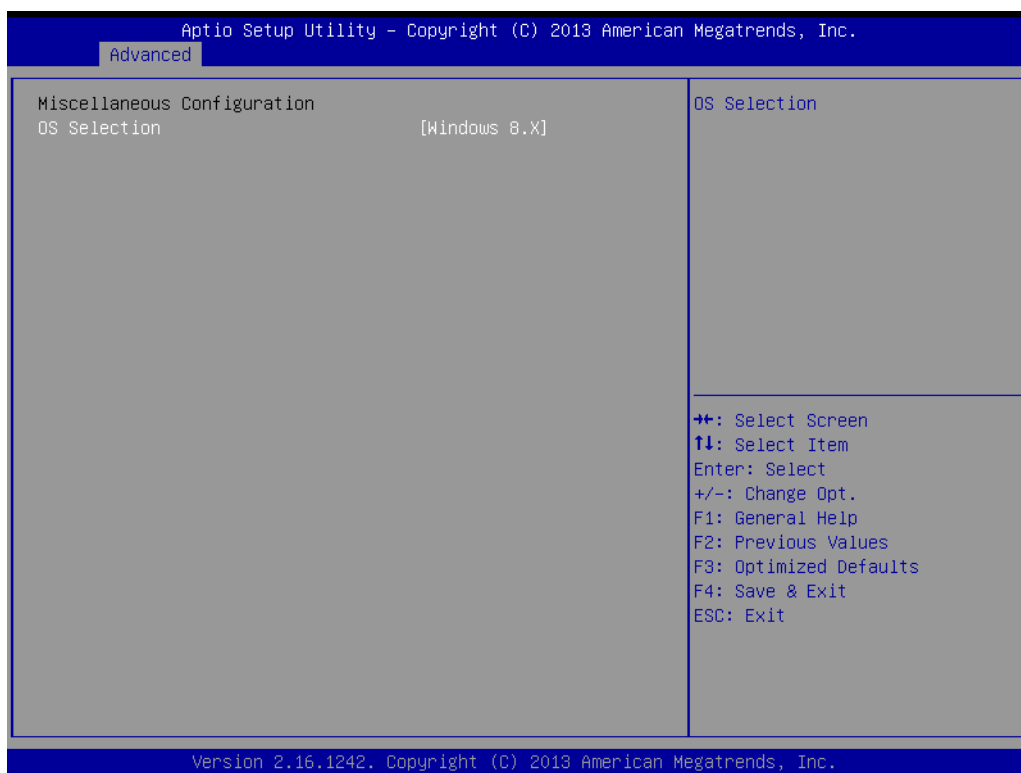 Aptio Setup Utility – Copyright (C) 2013 American Megatrends, Inc.
Advanced
Miscellaneous Configuration
OS Selection [Windows 8.X]
OS Selection
→←: Select Screen
↑↓: Select Item
Enter: Select
+/-: Change Opt.
F1: General Help
F2: Previous Values
F3: Optimized Defaults
F4: Save & Exit
ESC: Exit
Version 2.16.1242. Copyright (C) 2013 American Megatrends, Inc.